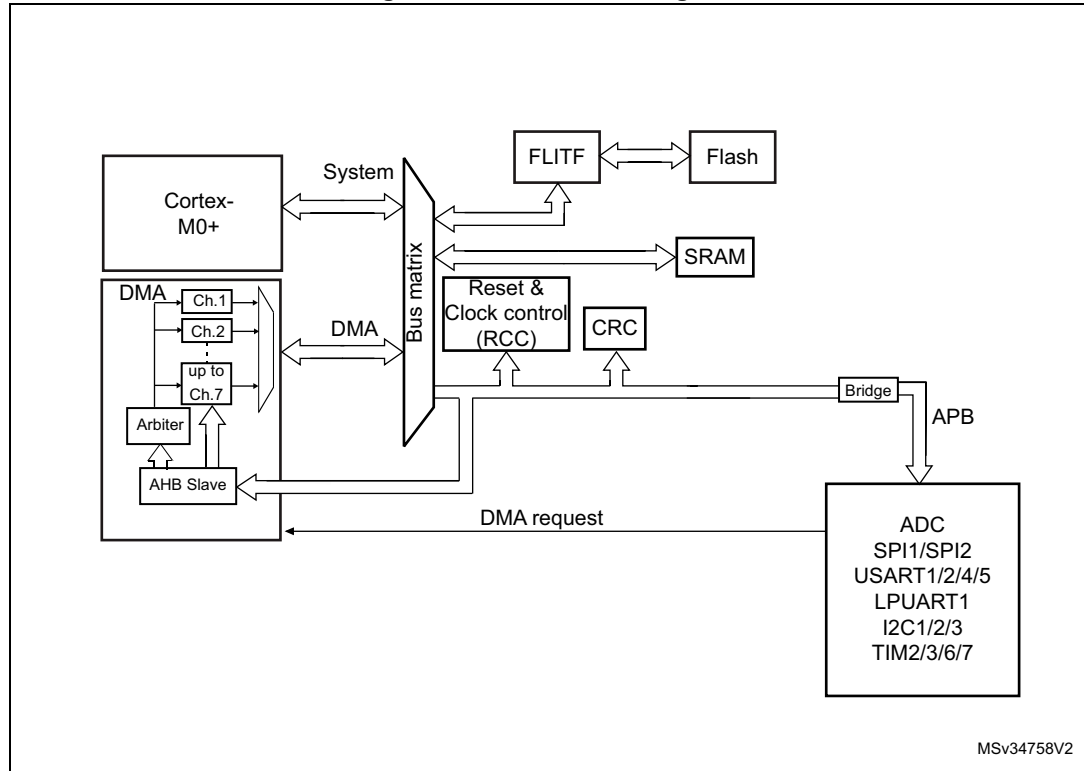 FLITF
Flash
System
Cortex-
M0+
Bus matrix
SRAM
DMA
Ch.1
Ch.2
up to
Ch.7
Arbiter
AHB Slave
DMA
Reset &
Clock control
(RCC)
CRC
Bridge
APB
DMA request
ADC
SPI1/SPI2
USART1/2/4/5
LPUART1
I2C1/2/3
TIM2/3/6/7
MSv34758V2